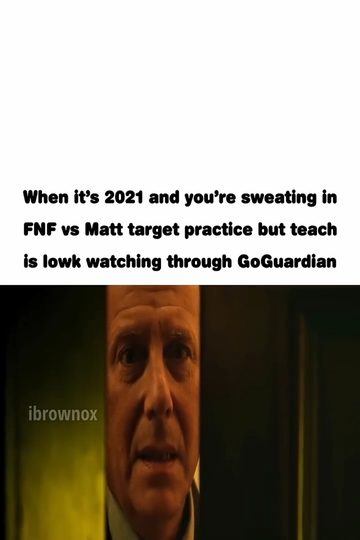 When it's 2021 and you're sweating in
FNF vs Matt target practice but teach
is lowk watching through GoGuardian
ibrownox